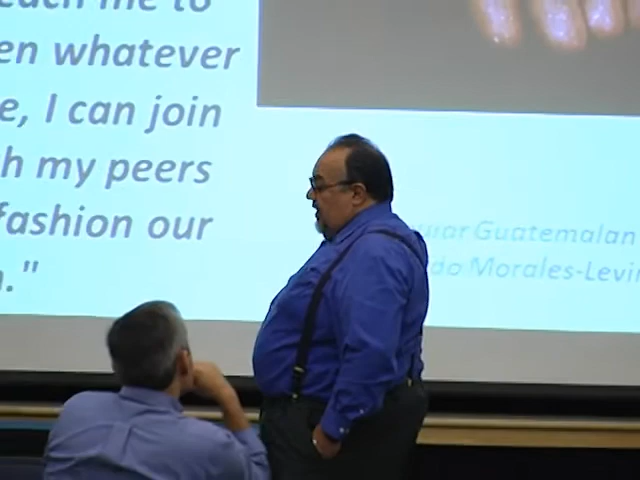 each me to
en whatever
e, I can join
h my peers
fashion our
."
Guatemalan
Morales-Levin